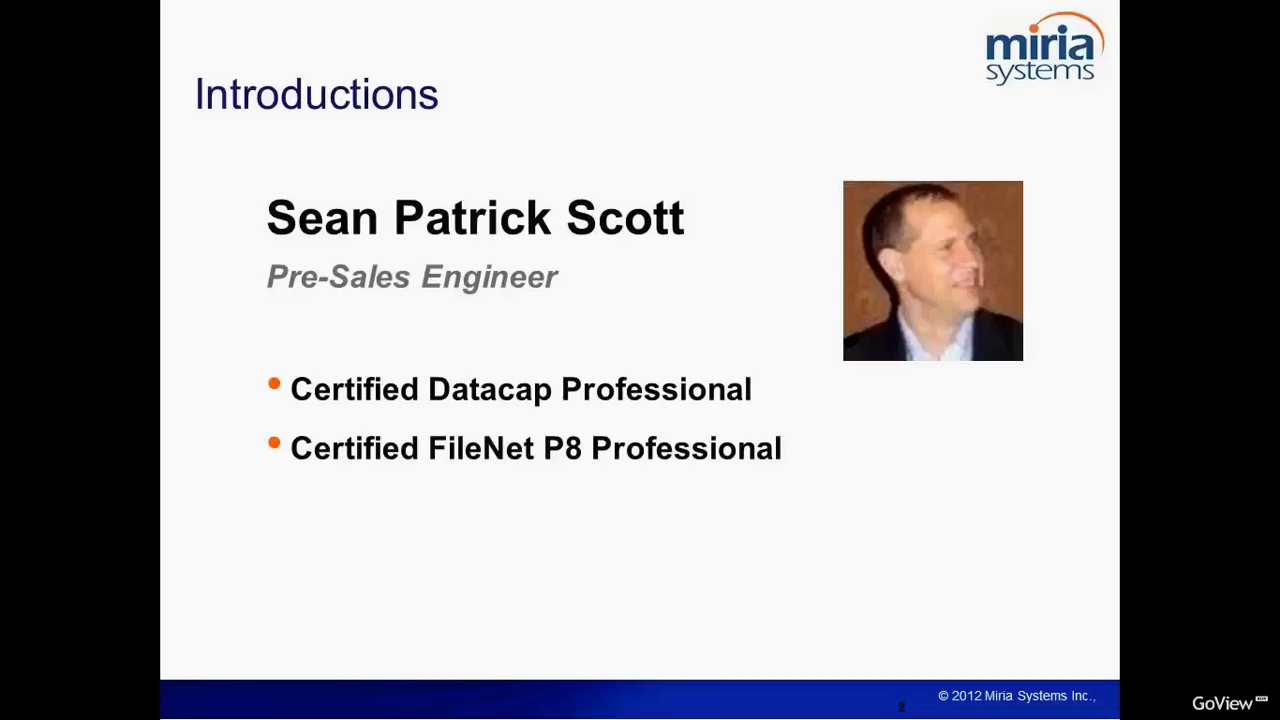 miria
systems
Introductions
Sean Patrick Scott
Pre-Sales Engineer
• Certified Datacap Professional
• Certified FileNet P8 Professional
© 2012 Miria Systems Inc.,
2
GoView